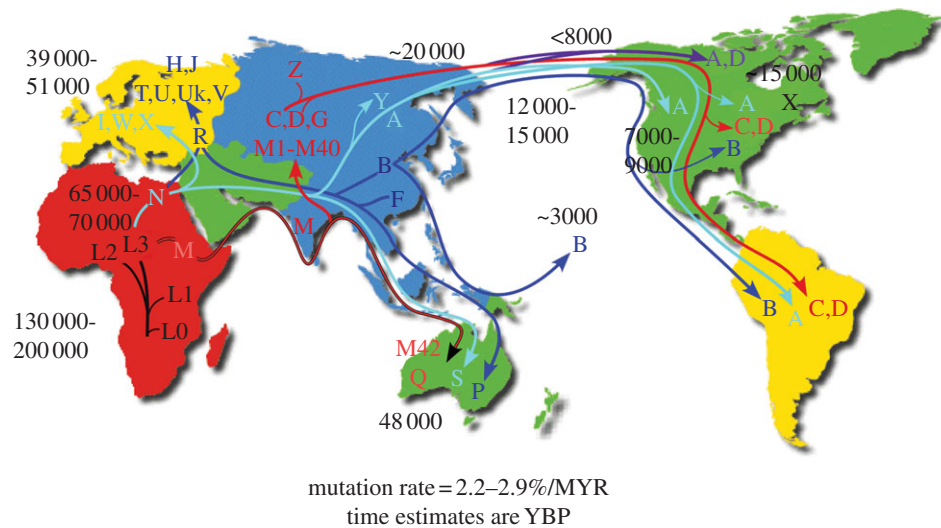 39 000-
51 000
H,J
T,U,Uk,V
I,W,X
R
Z
C,D,G
M1-M40
~20 000
<8000
Y
A
B
F
12 000-
15 000
A,D
~15 000
A
A
X
C,D
7000-
9000
B
65 000-
70 000
N
L3
L2
M
L1
L0
M
130 000-
200 000
~3000
B
M42
Q
S
P
48 000
B
A
C,D
mutation rate = 2.2–2.9%/MYR
time estimates are YBP